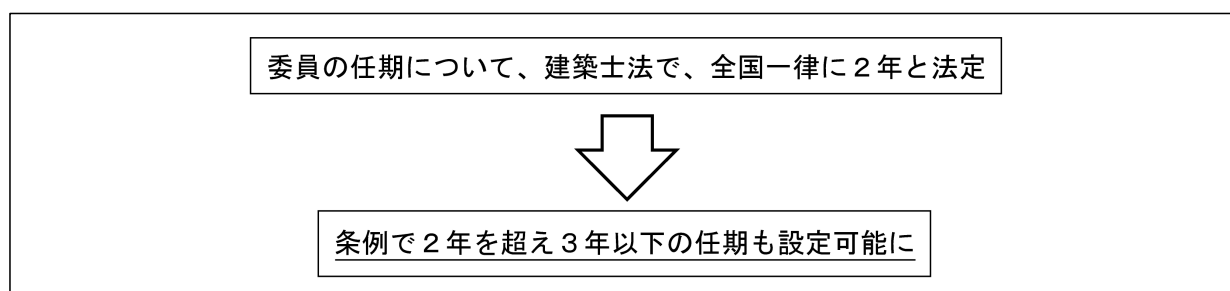 委員の任期について、建築士法で、全国一律に２年と法定
条例で２年を超え３年以下の任期も設定可能に